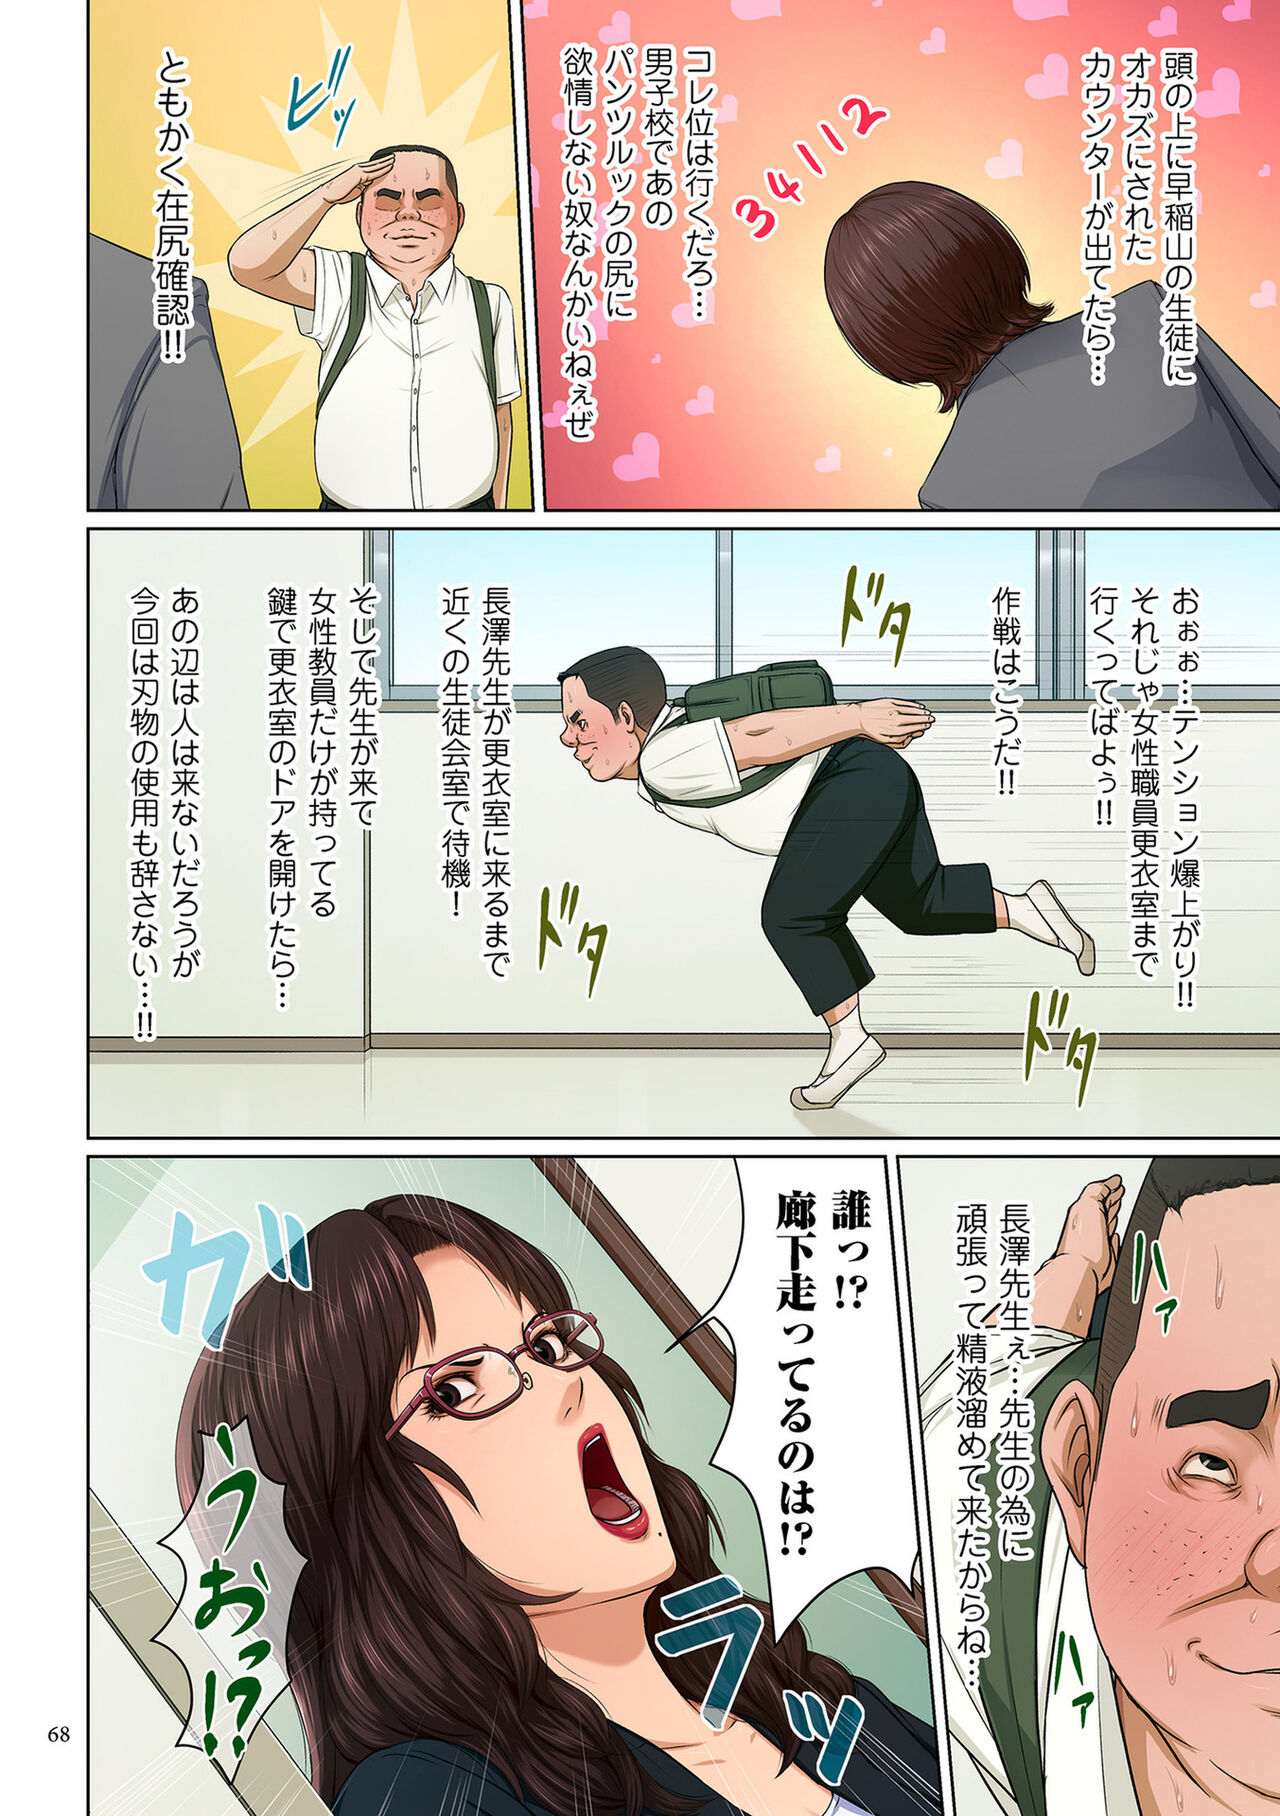 頭の上に早稲山の生徒に
オカズにされた
カウンターが出てたら…
34112
コレ位は行くだろ…
男子校であの
パンツルックの尻に
欲情しない奴なんかいねぇぜ
ビッ
ともかく在尻確認!!
おぉぉ…テンション爆上がり!!
それじゃ女性職員更衣室まで
行くってばよぅ!!
作戦はこうだ!!
ドタ
ドタ
ドタ
長澤先生が更衣室に来るまで
近くの生徒会室で待機!
そして先生が来て
女性教員だけが持ってる
鍵で更衣室のドアを開けたら…
あの辺は人は来ないだろうが
今回は刃物の使用も辞さない…!!
ハァ
長澤先生ぇ…先生の為に
頑張って精液溜めて来たからね…
ハァ
誰っ!?
廊下走ってるのは!?
ガラッ
うおっ!?
68